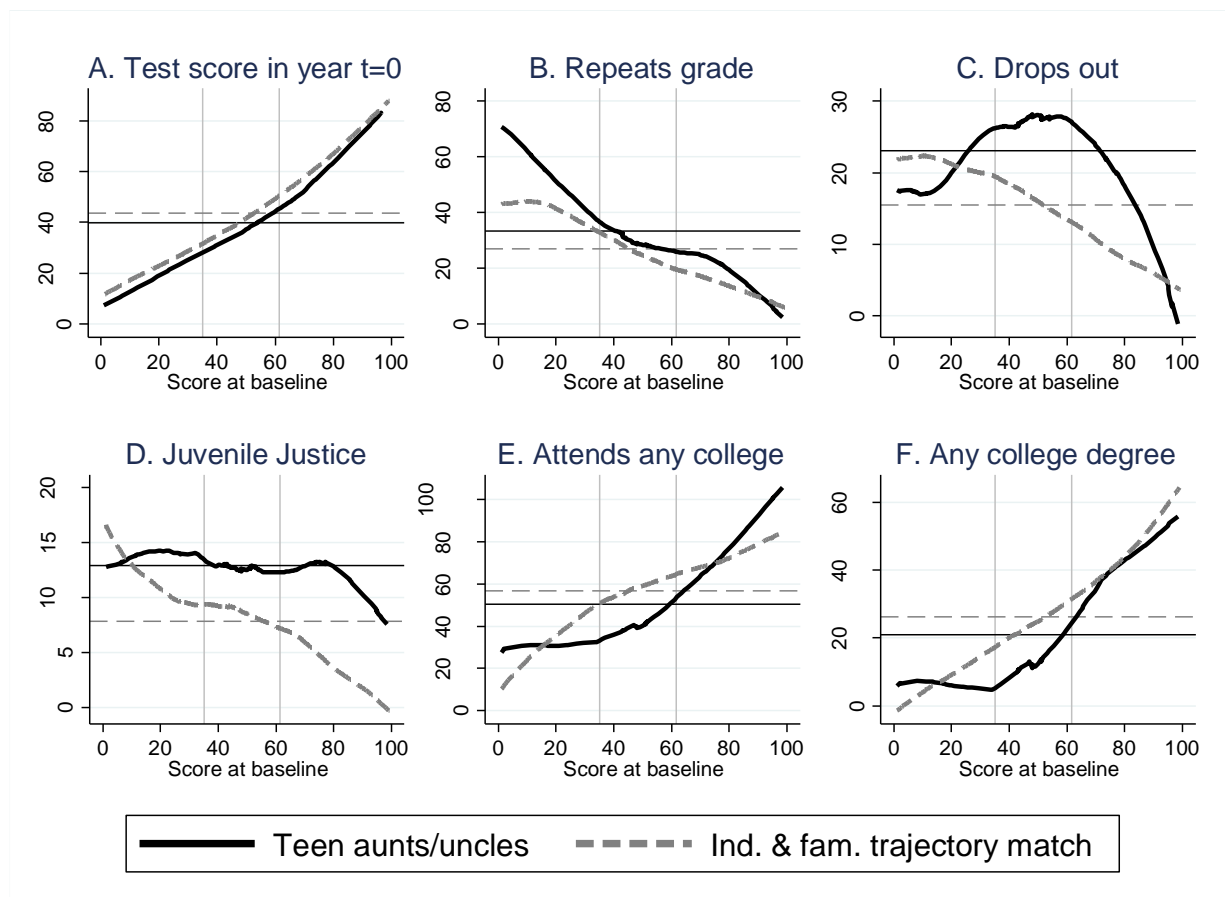 A. Test score in year t=0
80
60
40
20
0
0 20 40 60 80 100
Score at baseline
B. Repeats grade
80
60
40
20
0
0 20 40 60 80 100
Score at baseline
C. Drops out
30
20
10
0
0 20 40 60 80 100
Score at baseline
D. Juvenile Justice
20
15
10
5
0
0 20 40 60 80 100
Score at baseline
E. Attends any college
100
80
60
40
20
0
0 20 40 60 80 100
Score at baseline
F. Any college degree
60
40
20
0
0 20 40 60 80 100
Score at baseline
Teen aunts/uncles
Ind. & fam. trajectory match